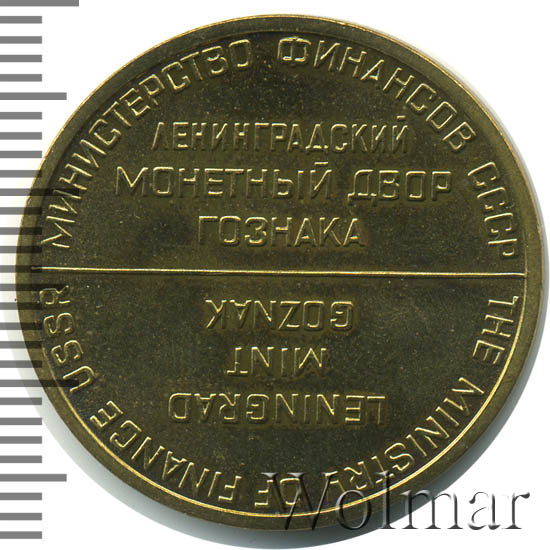 МИНИСТЕРСТВО ФИНАНСОВ СССР
ЛЕНИНГРАДСКИЙ
МОНЕТНЫЙ ДВОР
ГОЗНАКА
THE MINISTRY OF FINANCE USSR
LENINGRAD
MINT
GOZNAK
Wolmar